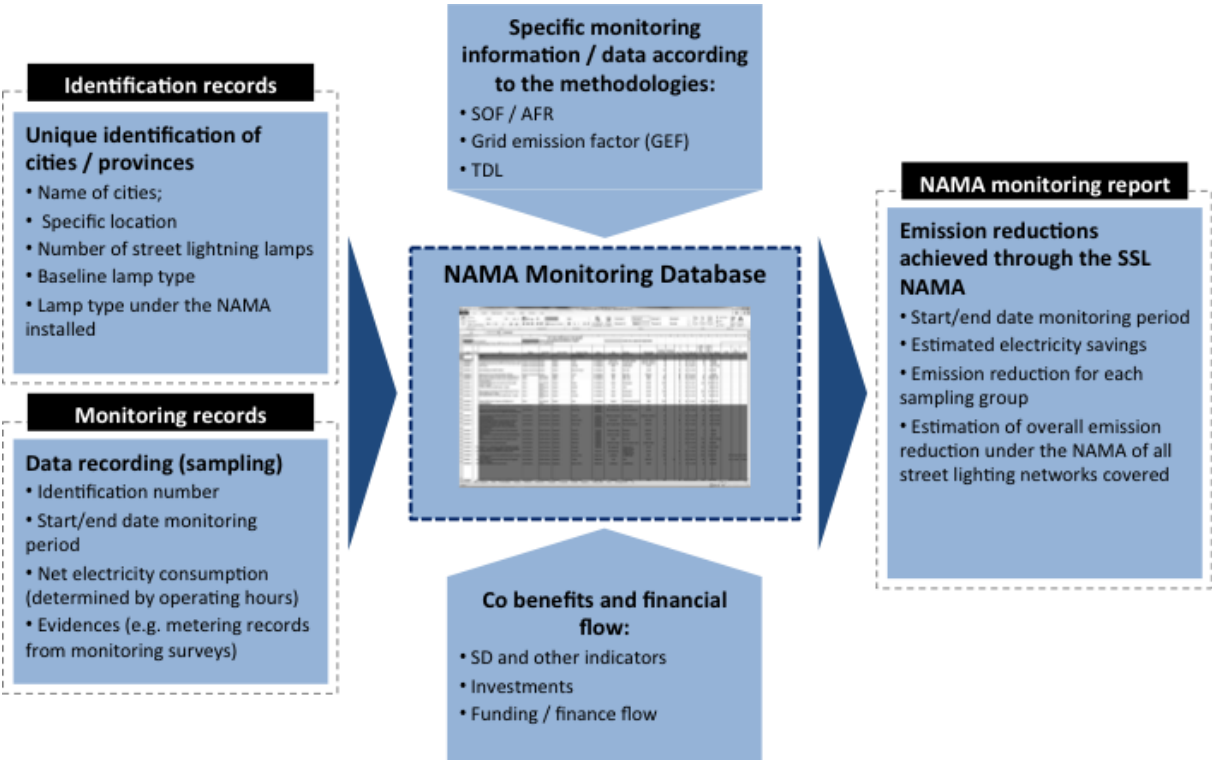 Identification records
Unique identification of
cities / provinces
• Name of cities;
• Specific location
• Number of street lightning lamps
• Baseline lamp type
• Lamp type under the NAMA
installed
Monitoring records
Data recording (sampling)
• Identification number
• Start/end date monitoring
period
• Net electricity consumption
(determined by operating hours)
• Evidences (e.g. metering records
from monitoring surveys)
Specific monitoring
information / data according
to the methodologies:
• SOF / AFR
• Grid emission factor (GEF)
• TDL
NAMA Monitoring Database
Co benefits and financial
flow:
• SD and other indicators
• Investments
• Funding / finance flow
NAMA monitoring report
Emission reductions
achieved through the SSL
NAMA
• Start/end date monitoring period
• Estimated electricity savings
• Emission reduction for each
sampling group
• Estimation of overall emission
reduction under the NAMA of all
street lighting networks covered